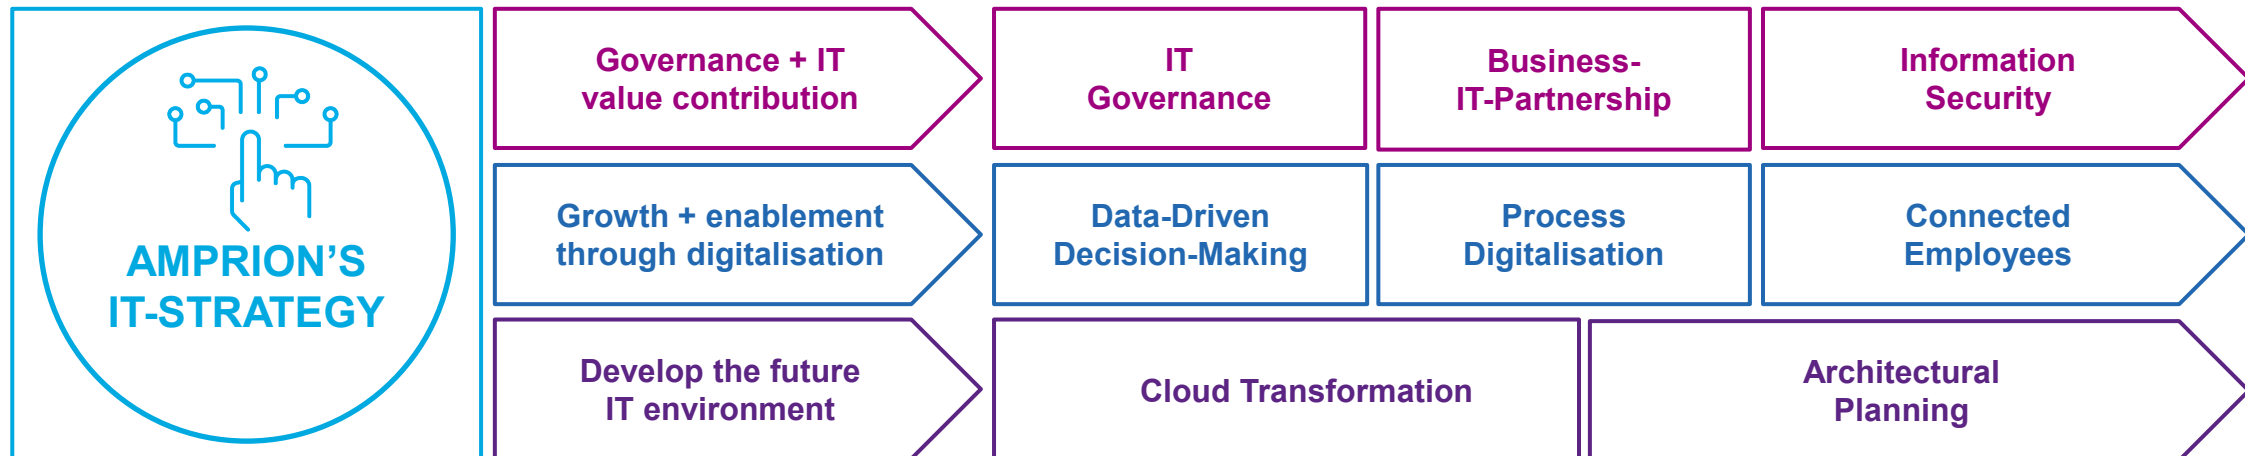 AMPRION’S
IT-STRATEGY
Governance + IT
value contribution
IT
Governance
Business-
IT-Partnership
Information
Security
Growth + enablement
through digitalisation
Data-Driven
Decision-Making
Process
Digitalisation
Connected
Employees
Develop the future
IT environment
Cloud Transformation
Architectural
Planning